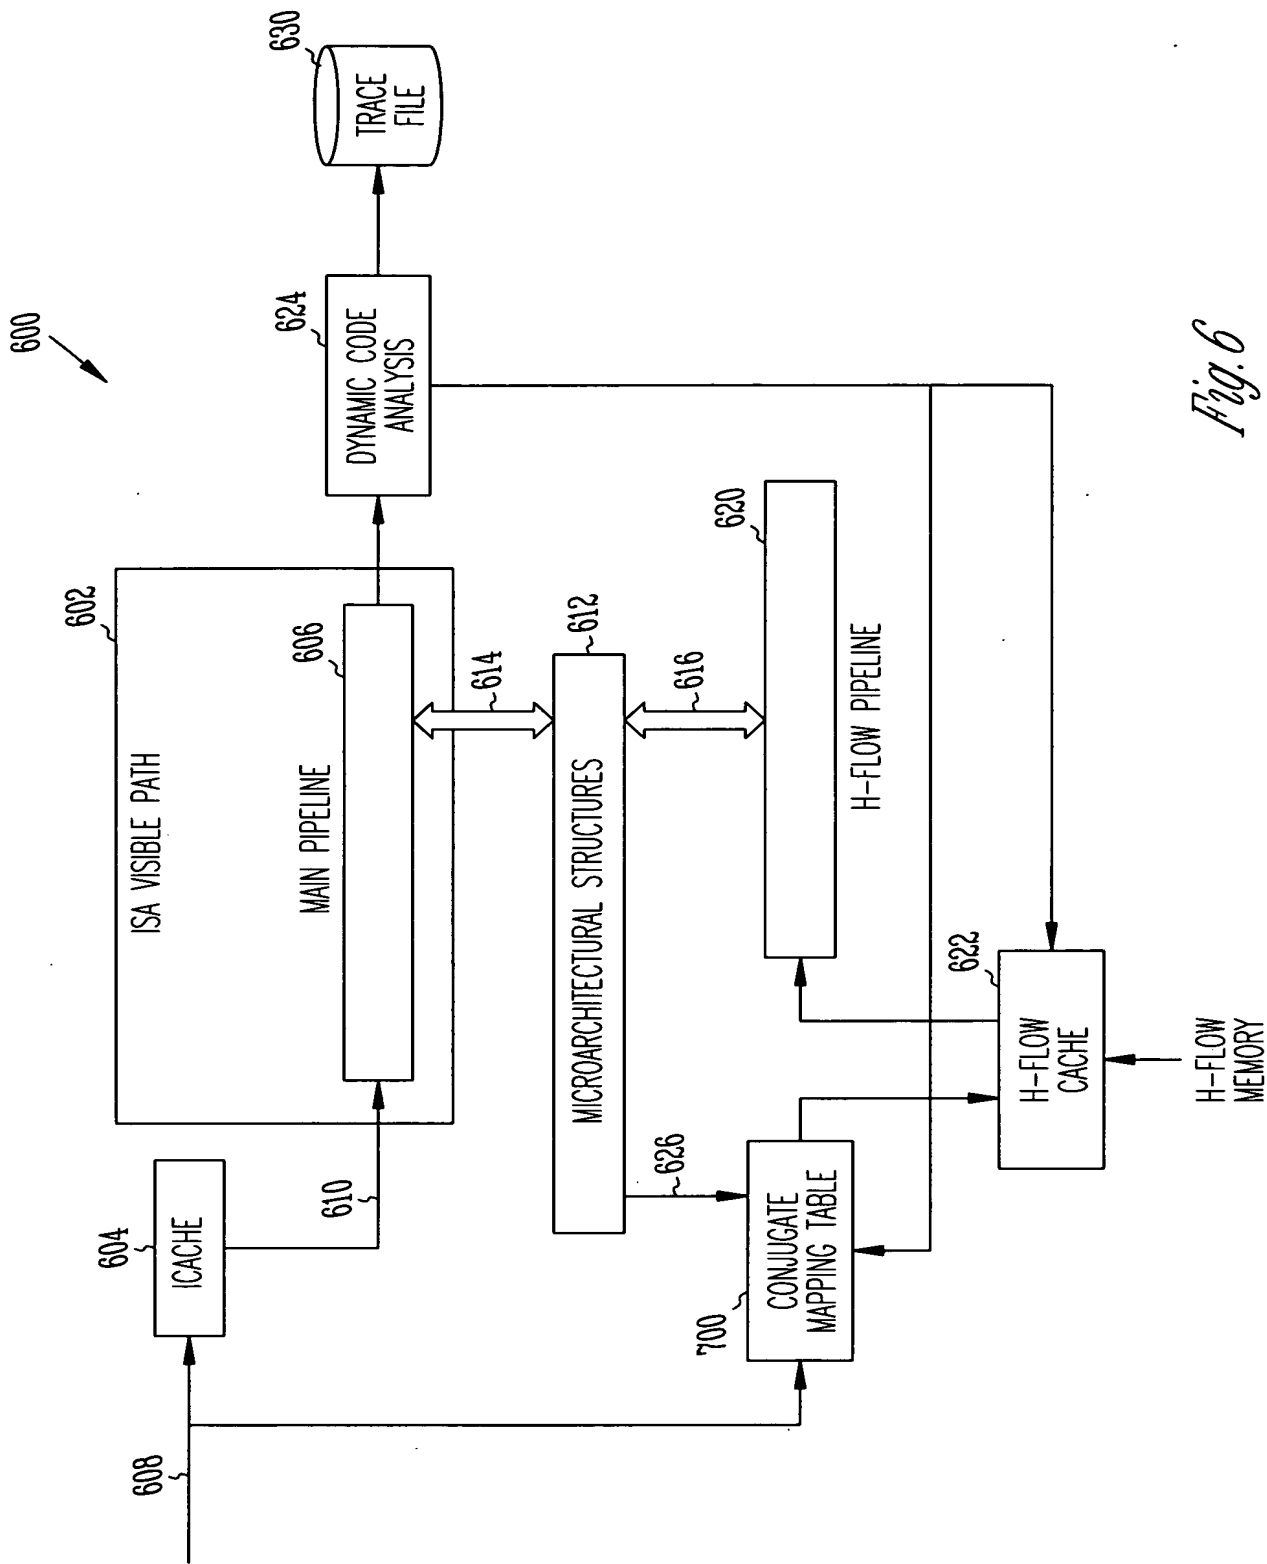 600
602
ISA VISIBLE PATH
604
ICACHE
606
MAIN PIPELINE
608
610
624
DYNAMIC CODE
ANALYSIS
630
TRACE
FILE
614
612
MICROARCHITECTURAL STRUCTURES
616
626
620
H-FLOW PIPELINE
700
CONJUGATE
MAPPING TABLE
622
H-FLOW
CACHE
H-FLOW
MEMORY
Fig.6